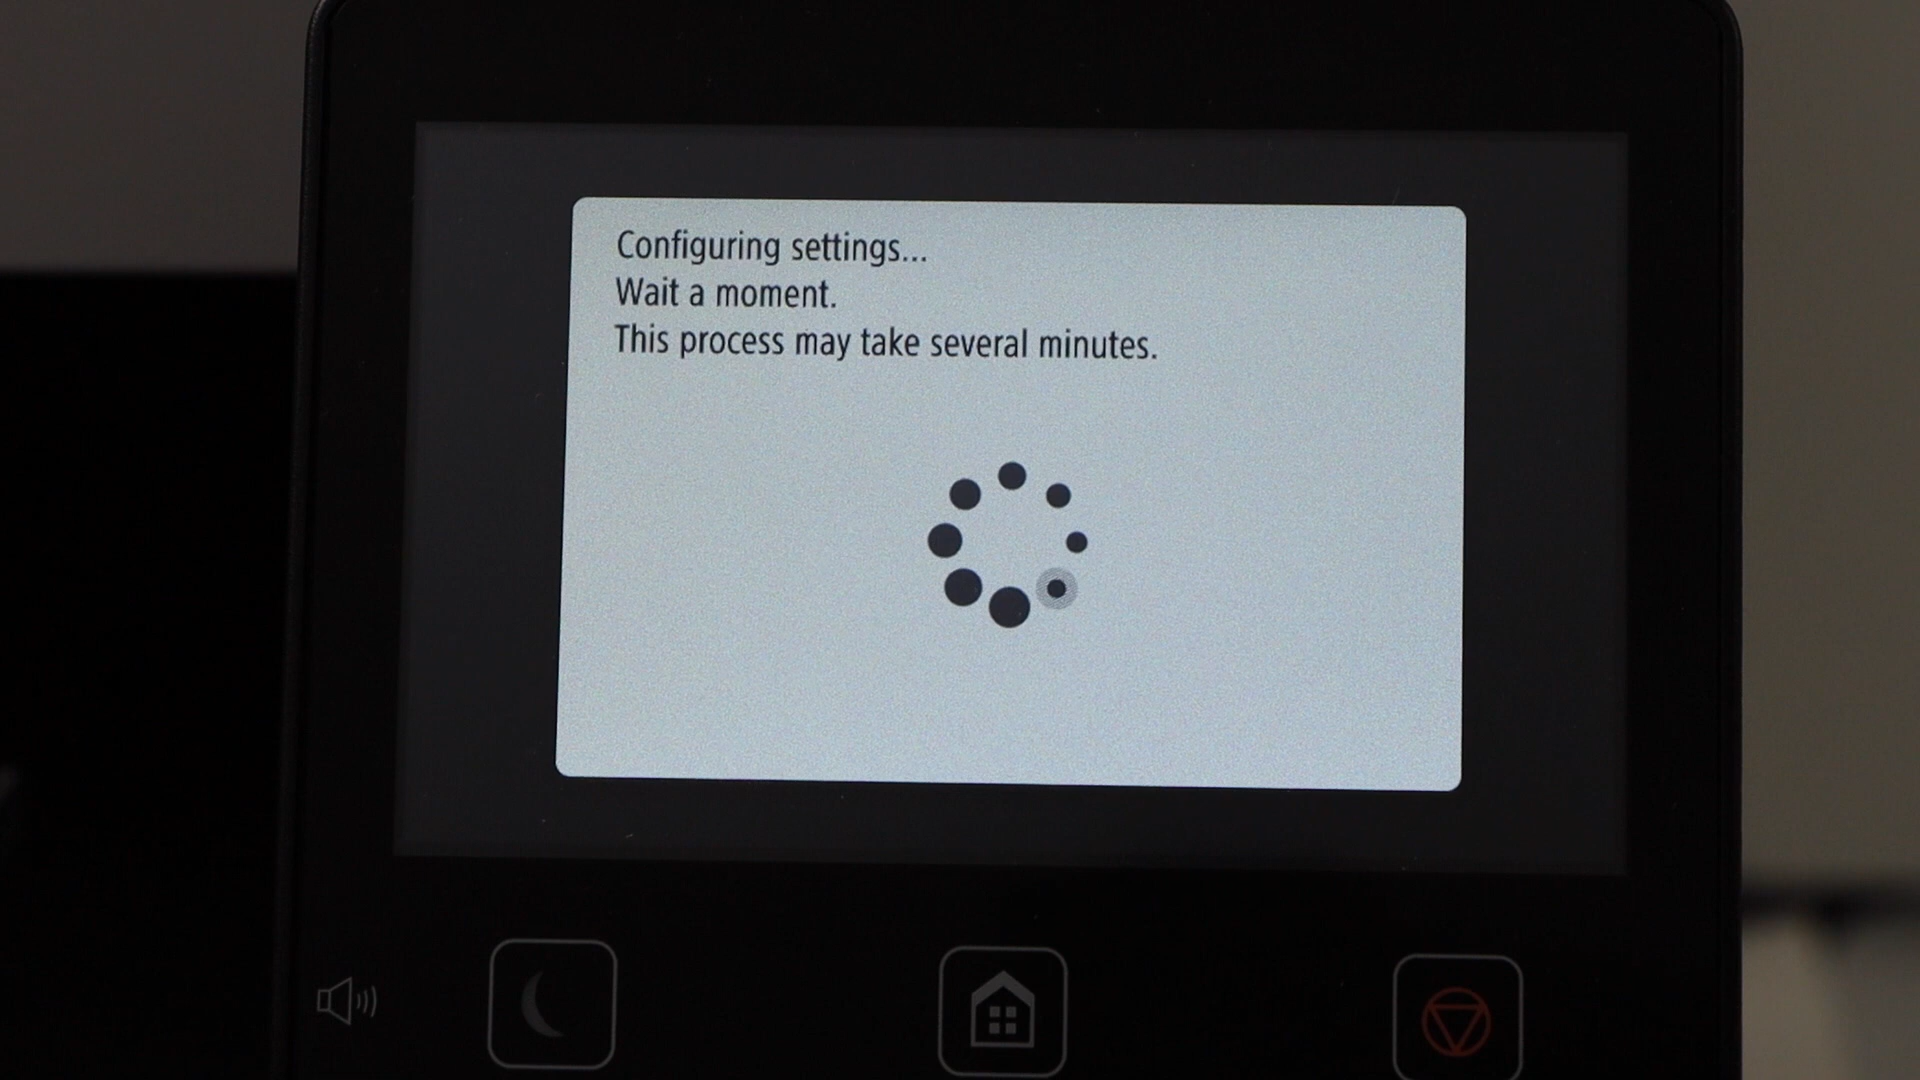 Configuring settings...
Wait a moment.
This process may take several minutes.